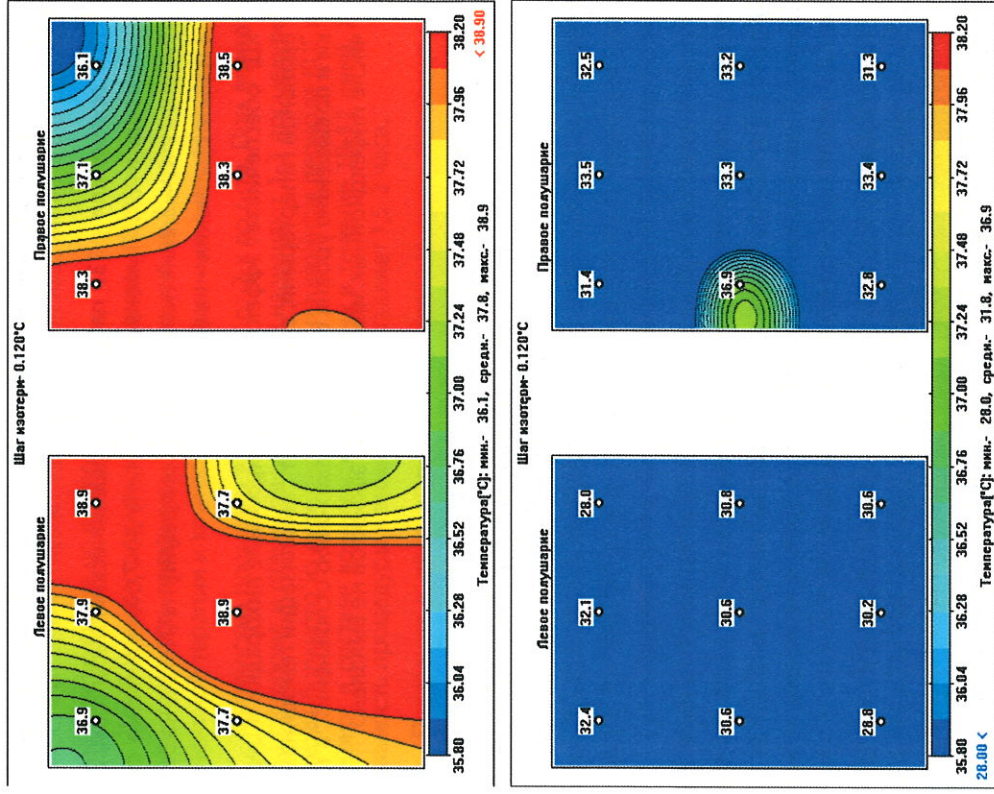 Шаг изотерм- 0.120°C
Левое полушарие Правое полушарие
36.9 37.9 38.9 38.3 37.1 36.1
37.7 38.9 37.7 38.3 38.5
35.80 36.04 36.28 36.52 36.76 37.00 37.24 37.48 37.72 37.96 38.20
Температура[°C]: мин.- 36.1, средн.- 37.8, макс.- 38.9 < 38.90
Шаг изотерм- 0.120°C
Левое полушарие Правое полушарие
32.4 32.1 28.0 31.4 33.5 32.5
30.6 30.6 30.8 36.9 33.3 33.2
28.8 30.2 30.6 32.8 33.4 31.3
35.80 36.04 36.28 36.52 36.76 37.00 37.24 37.48 37.72 37.96 38.20
28.00 < Температура[°C]: мин.- 28.0, средн.- 31.8, макс.- 36.9